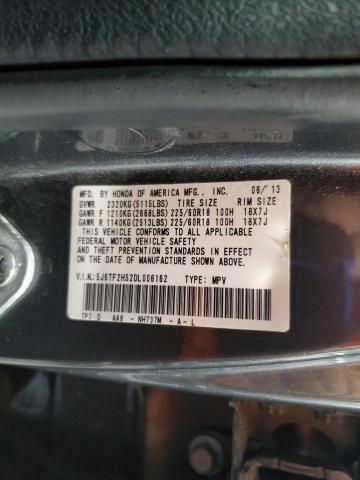 MFD. BY HONDA OF AMERICA MFG., INC. 06/13
GVWR 2320KG(5115LBS) TIRE SIZE RIM SIZE
GAWR F 1210KG(2668LBS) 225/60R18 100H 18X7J
GAWR R 1140KG(2513LBS) 225/60R18 100H 18X7J
THIS VEHICLE CONFORMS TO ALL APPLICABLE
FEDERAL MOTOR VEHICLE SAFETY
AND THEFT PREVENTION STANDARDS IN EFFECT
ON THE DATE OF MANUFACTURE SHOWN ABOVE.
V.I.N.:5J6TF2H52DL006162 TYPE: MPV
AA8 - NH737M - A - L